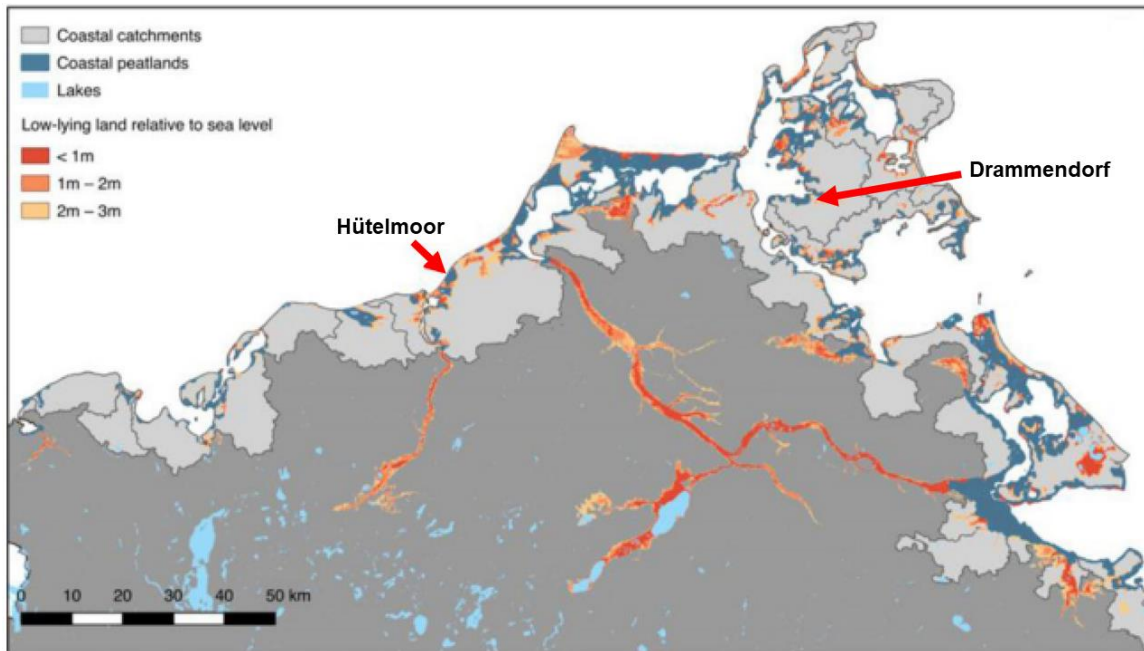 Coastal catchments
Coastal peatlands
Lakes
Low-lying land relative to sea level
< 1m
1m – 2m
2m – 3m
Drammendorf
Hütelmoor
0 10 20 30 40 50 km